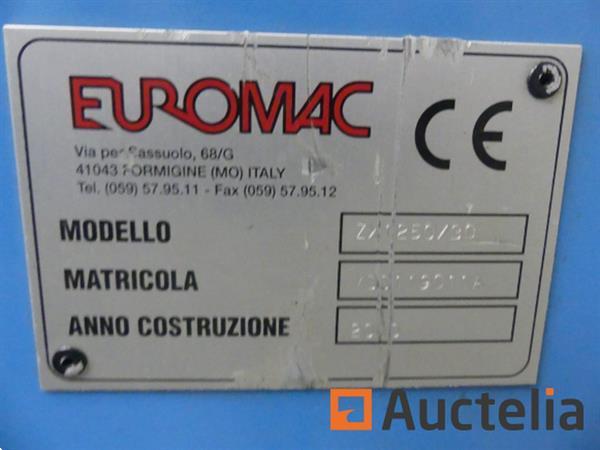 EUROMAC
CE
Via per Sassuolo, 68/G
41043 FORMIGINE (MO) ITALY
Tel. (059) 57.95.11 - Fax (059) 57.95.12
MODELLO
MATRICOLA
ANNO COSTRUZIONE
Auctelia